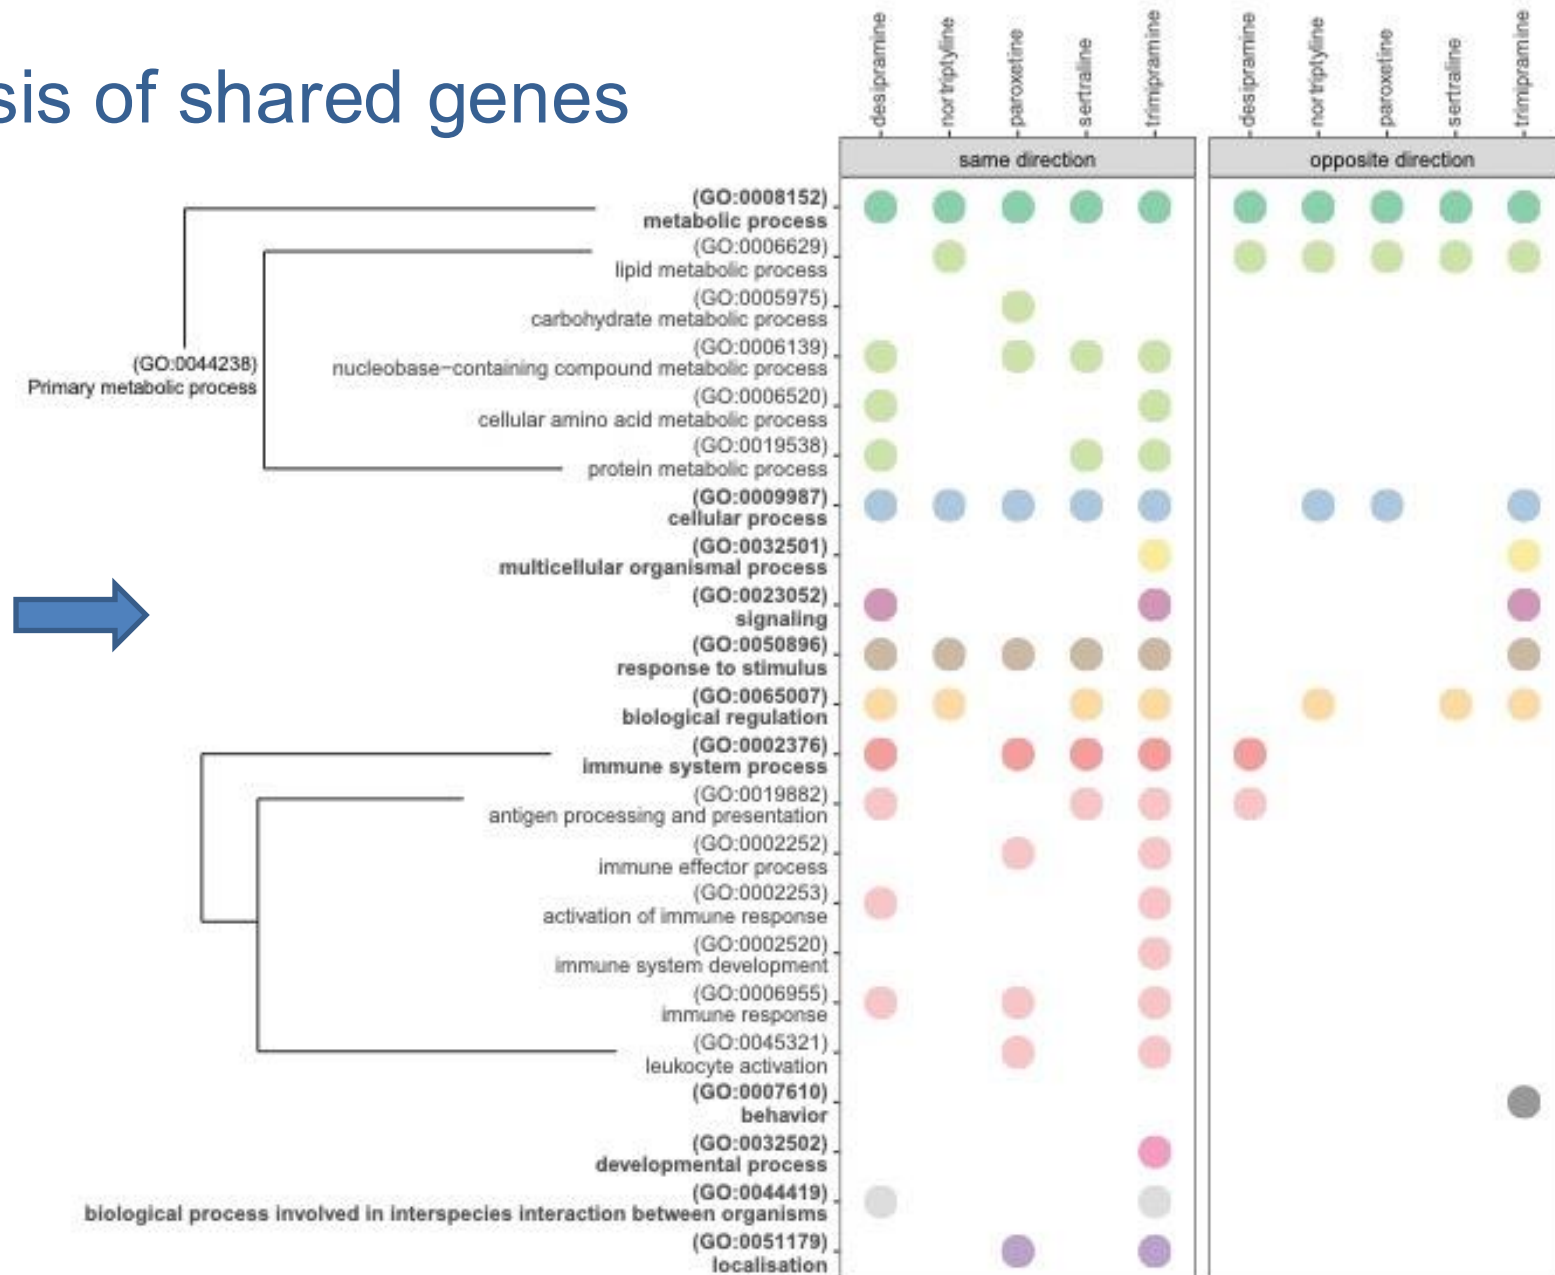 sis of shared genes
desipramine
nortriptyline
paroxetine
sertraline
trimipramine
desipramine
nortriptyline
paroxetine
sertraline
trimipramine
same direction
opposite direction
(GO:0008152)
metabolic process
(GO:0006629)
lipid metabolic process
(GO:0005975)
carbohydrate metabolic process
(GO:0044238)
Primary metabolic process
(GO:0006139)
nucleobase−containing compound metabolic process
(GO:0006520)
cellular amino acid metabolic process
(GO:0019538)
protein metabolic process
(GO:0009987)
cellular process
(GO:0032501)
multicellular organismal process
(GO:0023052)
signaling
(GO:0050896)
response to stimulus
(GO:0065007)
biological regulation
(GO:0002376)
immune system process
(GO:0019882)
antigen processing and presentation
(GO:0002252)
immune effector process
(GO:0002253)
activation of immune response
(GO:0002520)
immune system development
(GO:0006955)
immune response
(GO:0045321)
leukocyte activation
(GO:0007610)
behavior
(GO:0032502)
developmental process
(GO:0044419)
biological process involved in interspecies interaction between organisms
(GO:0051179)
localisation